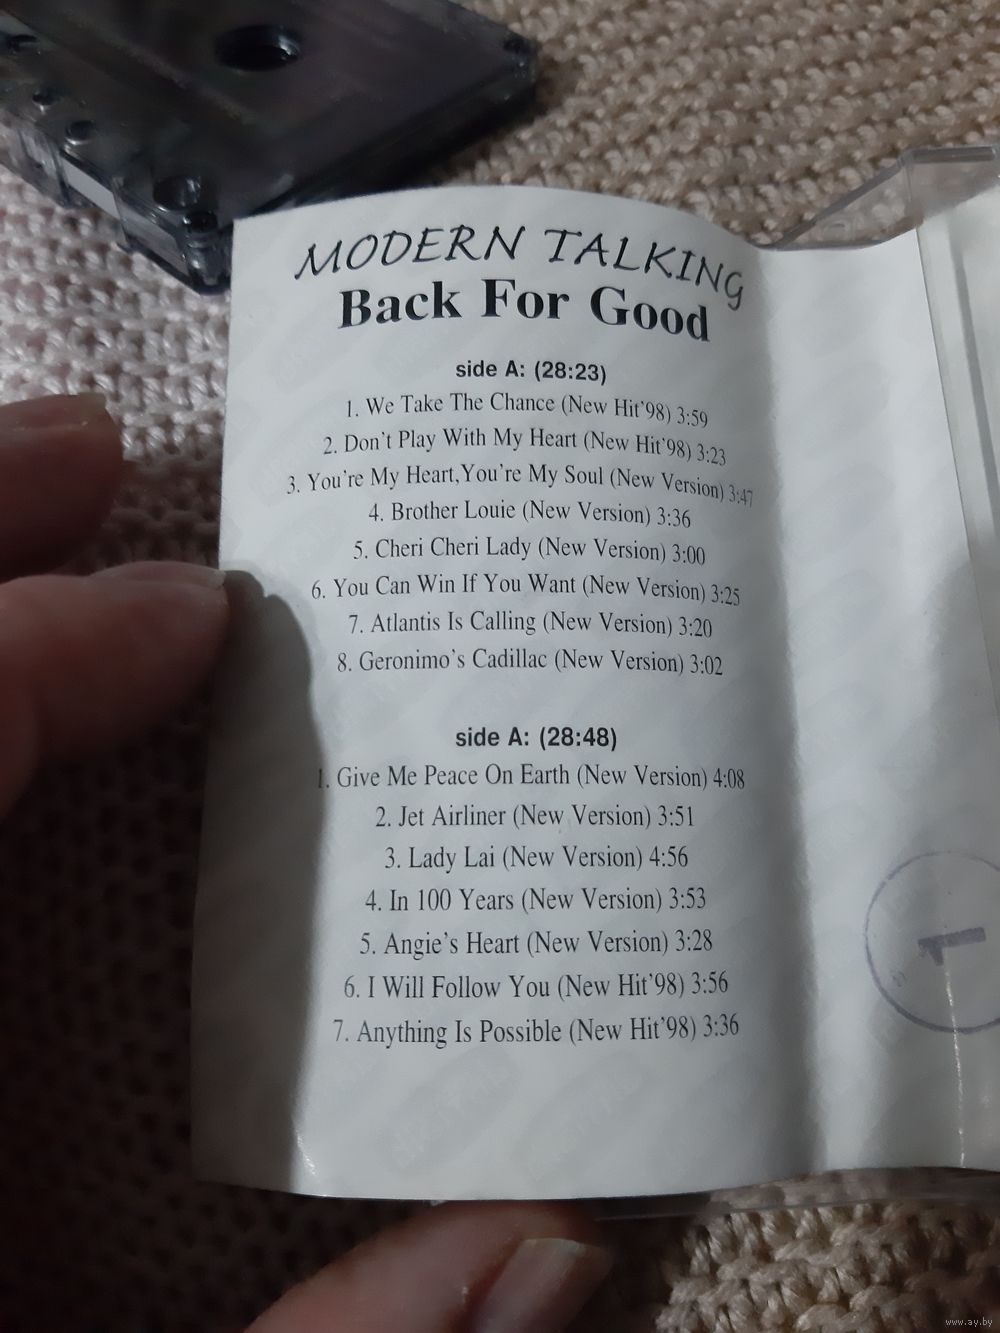 MODERN TALKING
Back For Good
side A: (28:23)
1. We Take The Chance (New Hit'98) 3:59
2. Don't Play With My Heart (New Hit'98) 3:23
3. You're My Heart,You're My Soul (New Version) 3:47
4. Brother Louie (New Version) 3:36
5. Cheri Cheri Lady (New Version) 3:00
6. You Can Win If You Want (New Version) 3:25
7. Atlantis Is Calling (New Version) 3:20
8. Geronimo's Cadillac (New Version) 3:02
side A: (28:48)
1. Give Me Peace On Earth (New Version) 4:08
2. Jet Airliner (New Version) 3:51
3. Lady Lai (New Version) 4:56
4. In 100 Years (New Version) 3:53
5. Angie's Heart (New Version) 3:28
6. I Will Follow You (New Hit'98) 3:56
7. Anything Is Possible (New Hit'98) 3:36
www.ay.by